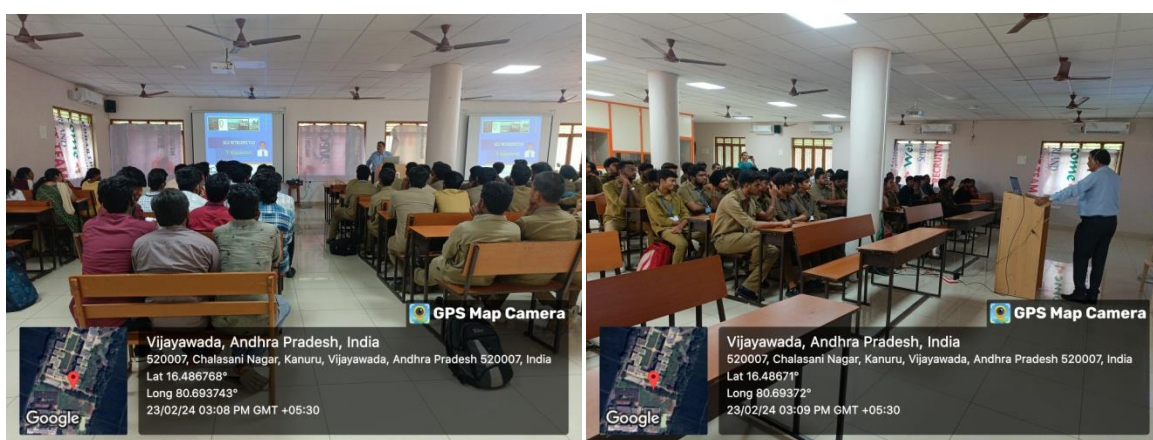 GPS Map Camera
Vijayawada, Andhra Pradesh, India
520007, Chalasani Nagar, Kanuru, Vijayawada, Andhra Pradesh 520007, India
Lat 16.486768°
Long 80.693743°
23/02/24 03:08 PM GMT +05:30
Google
GPS Map Camera
Vijayawada, Andhra Pradesh, India
520007, Chalasani Nagar, Kanuru, Vijayawada, Andhra Pradesh 520007, India
Lat 16.48671°
Long 80.69372°
23/02/24 03:09 PM GMT +05:30
Google